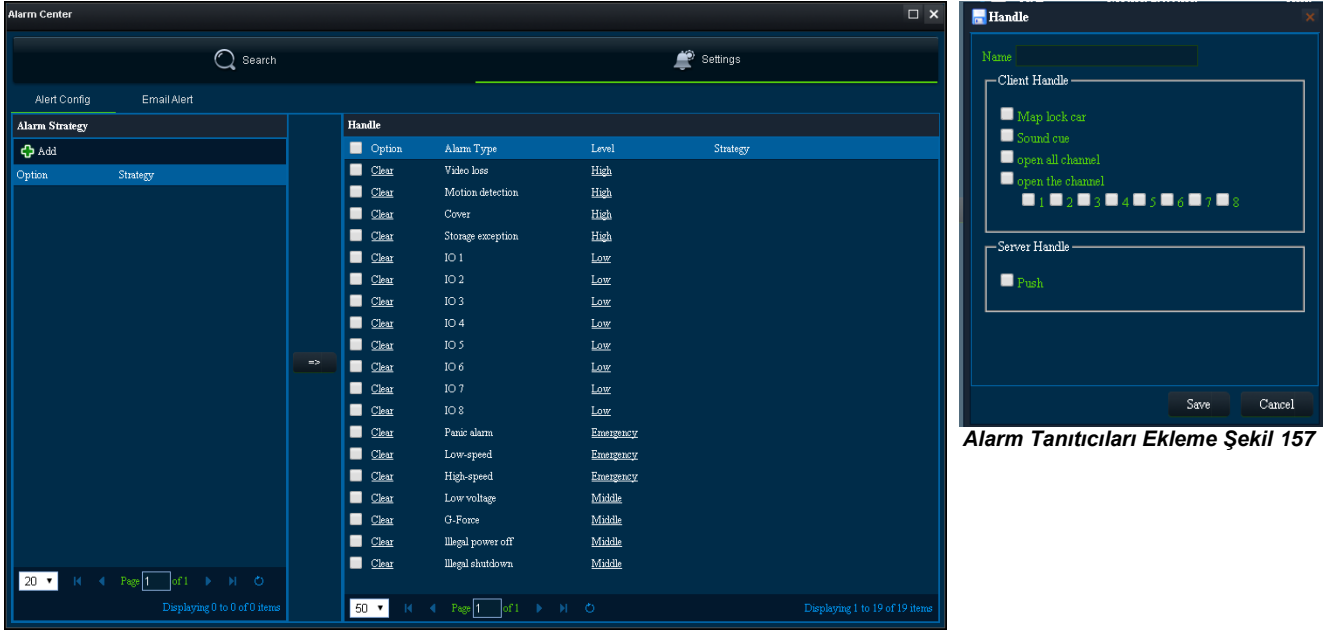 Alarm Center
Search
Settings
Alert Config Email Alert
Alarm Strategy
Add
Option Strategy
20 Page 1 of 1
Displaying 0 to 0 of 0 items
=>
Handle
Option Alarm Type Level Strategy
Clear Video loss High
Clear Motion detection High
Clear Cover High
Clear Storage exception High
Clear IO 1 Low
Clear IO 2 Low
Clear IO 3 Low
Clear IO 4 Low
Clear IO 5 Low
Clear IO 6 Low
Clear IO 7 Low
Clear IO 8 Low
Clear Panic alarm Emergency
Clear Low-speed Emergency
Clear High-speed Emergency
Clear Low voltage Middle
Clear G-Force Middle
Clear Illegal power off Middle
Clear Illegal shutdown Middle
50 Page 1 of 1 Displaying 1 to 19 of 19 items
Handle
Name
Client Handle
Map lock car
Sound cue
open all channel
open the channel
1 2 3 4 5 6 7 8
Server Handle
Push
Save Cancel
Alarm Tanıtıcıları Ekleme Şekil 157